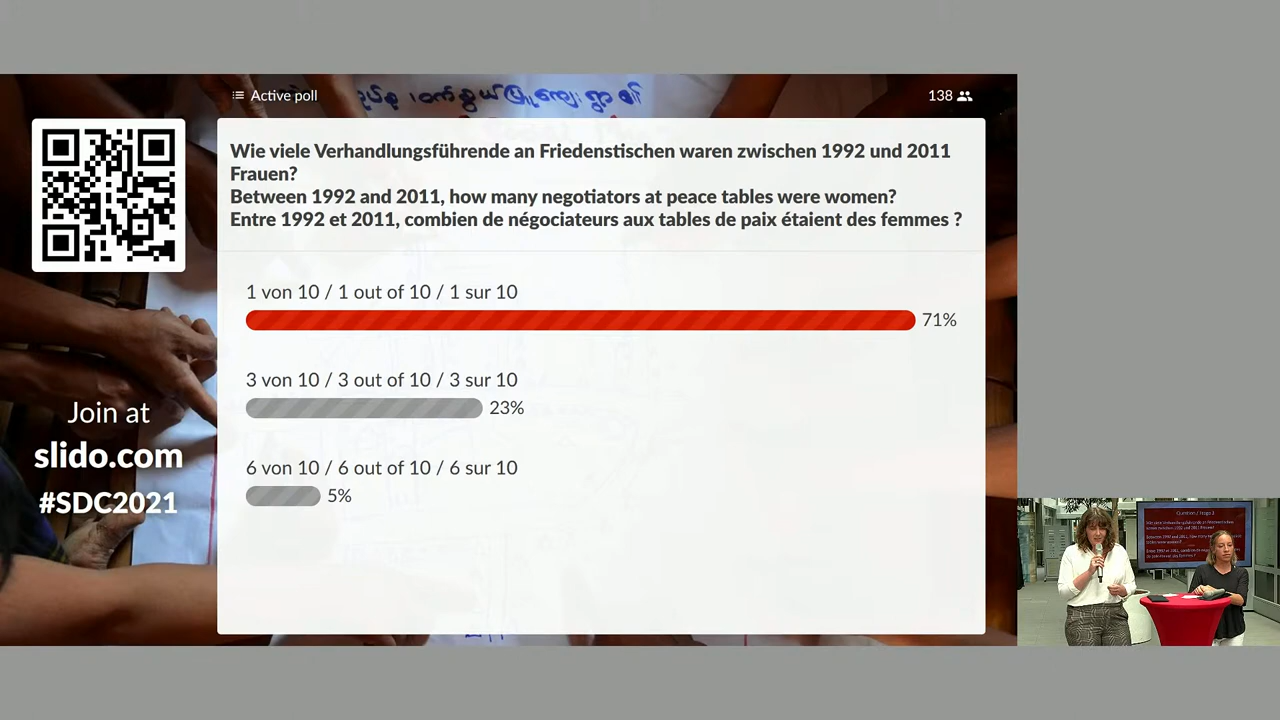 Active poll
138
Wie viele Verhandlungsführende an Friedenstischen waren zwischen 1992 und 2011
Frauen?
Between 1992 and 2011, how many negotiators at peace tables were women?
Entre 1992 et 2011, combien de négociateurs aux tables de paix étaient des femmes ?
1 von 10 / 1 out of 10 / 1 sur 10
71%
3 von 10 / 3 out of 10 / 3 sur 10
23%
6 von 10 / 6 out of 10 / 6 sur 10
5%
Join at
slido.com
#SDC2021